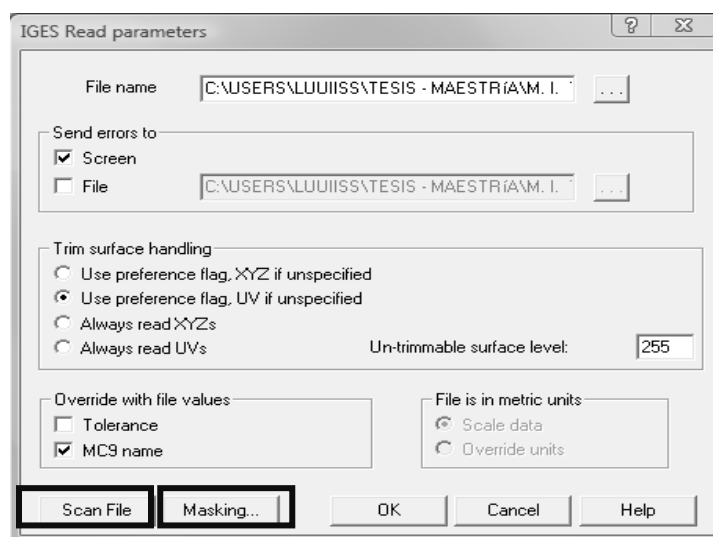 IGES Read parameters
File name C:\USERS\LUUIISS\TESIS - MAESTRíA\M. I. ...
Send errors to
Screen
File C:\USERS\LUUIISS\TESIS - MAESTRíA\M. I. ...
Trim surface handling
Use preference flag, XYZ if unspecified
Use preference flag, UV if unspecified
Always read XYZs
Always read UVs Un-trimmable surface level: 255
Override with file values File is in metric units
Tolerance Scale data
MC9 name Override units
Scan File Masking... OK Cancel Help